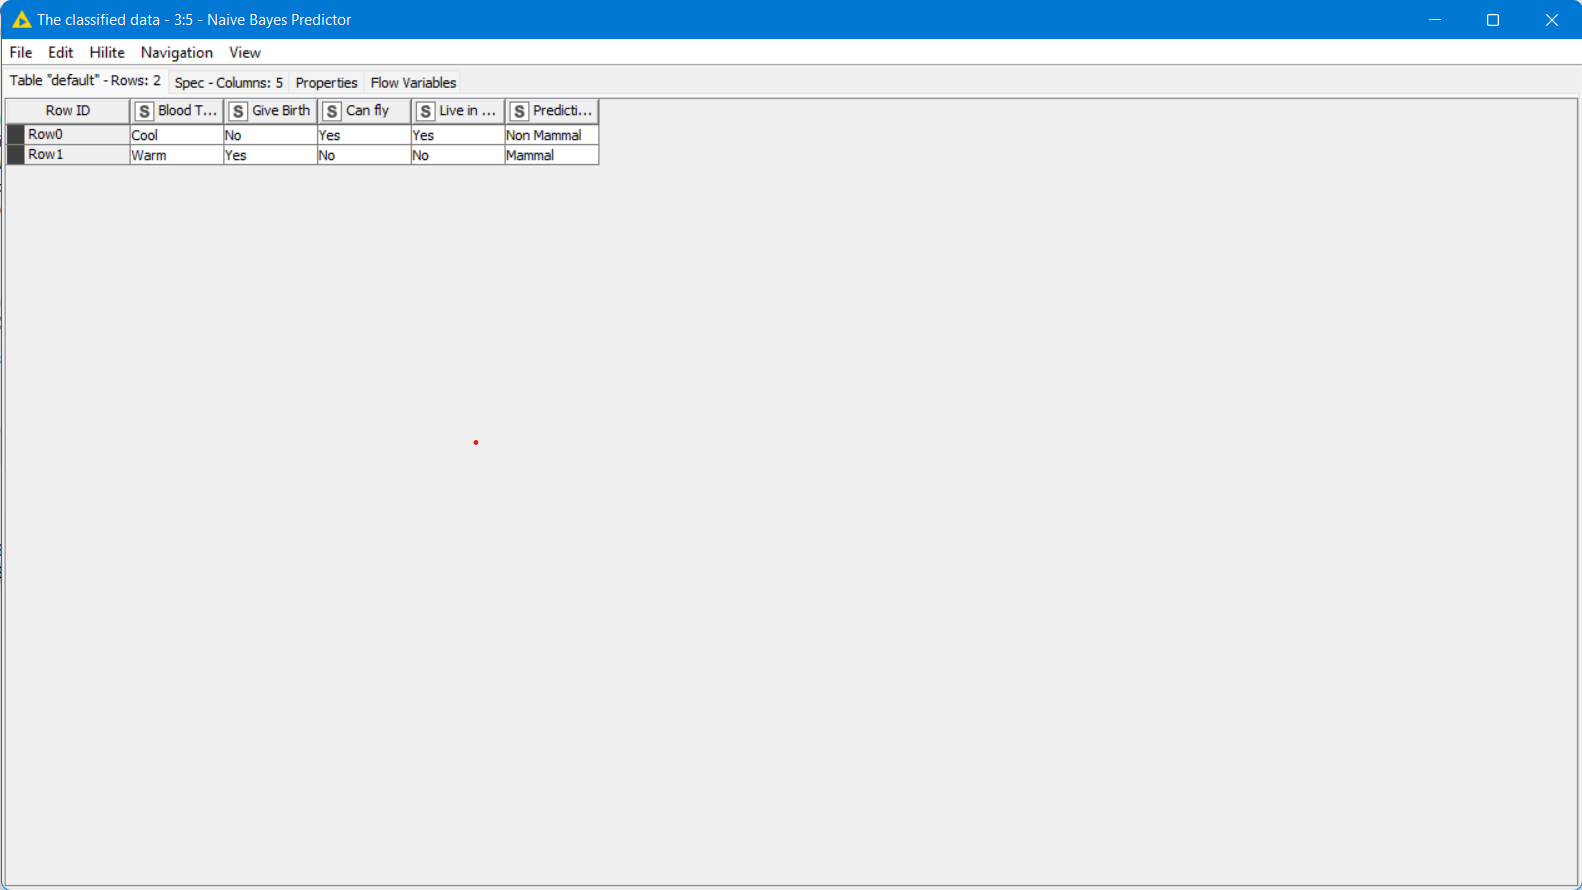 The classified data - 3:5 - Naive Bayes Predictor
File Edit Hilite Navigation View
Table "default" - Rows: 2 Spec - Columns: 5 Properties Flow Variables
Row ID S Blood T... S Give Birth S Can fly S Live in ... S Predicti...
Row0 Cool No Yes Yes Non Mammal
Row1 Warm Yes No No Mammal